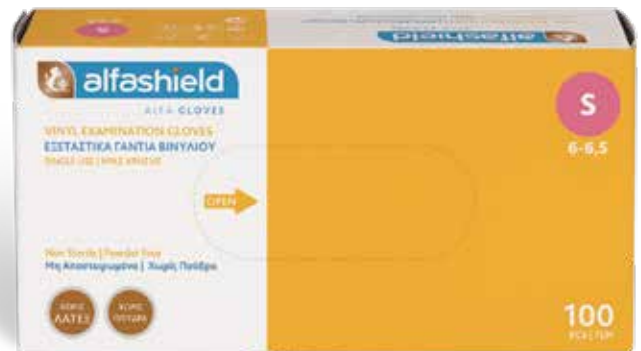 S
alfashield
alfashield
ALFA GLOVES
VINYL EXAMINATION GLOVES
ΕΞΕΤΑΣΤΙΚΑ ΓΑΝΤΙΑ ΒΙΝΥΛΙΟΥ
SINGLE USE | ΜΙΑΣ ΧΡΗΣΗΣ
S
6-6,5
OPEN
Non Sterile | Powder Free
Μη Αποστειρωμένα | Χωρίς Πούδρα
ΧΩΡΙΣ
ΛΑΤΕΞ
ΧΩΡΙΣ
ΠΟΥΔΡΑ
100
PCS | ΤΕΜ